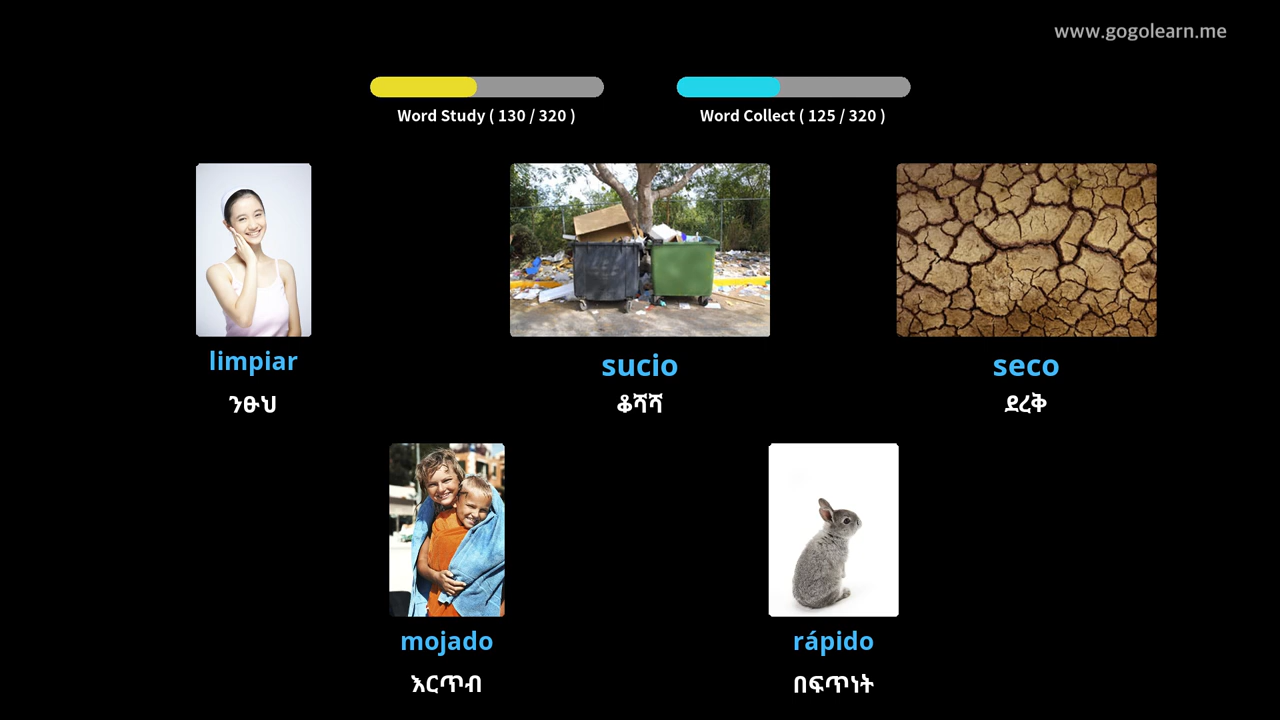 www.gogolearn.me
Word Study ( 130 / 320 )
Word Collect ( 125 / 320 )
limpiar
ንፁህ
sucio
ቆሻሻ
seco
ደረቅ
mojado
እርጥብ
rápido
በፍጥነት